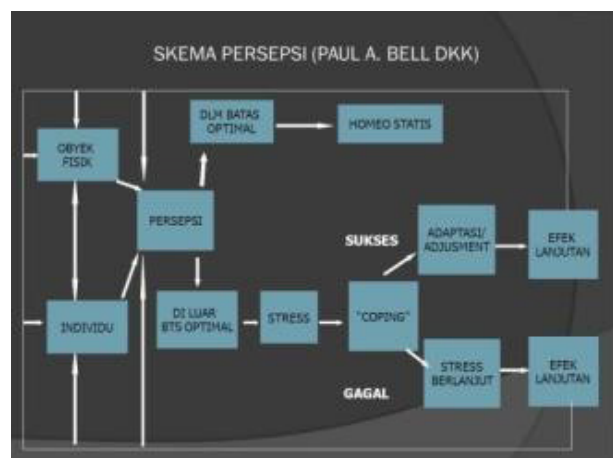 SKEMA PERSEPSI (PAUL A. BELL DKK)
DLM BATAS
OPTIMAL
HOMEO STATIS
OBYEK
FISIK
PERSEPSI
SUKSES
ADAPTASI/
ADJUSMENT
EFEK
LANJUTAN
INDIVIDU
DI LUAR
BTS OPTIMAL
STRESS
"COPING"
GAGAL
STRESS
BERLANJUT
EFEK
LANJUTAN